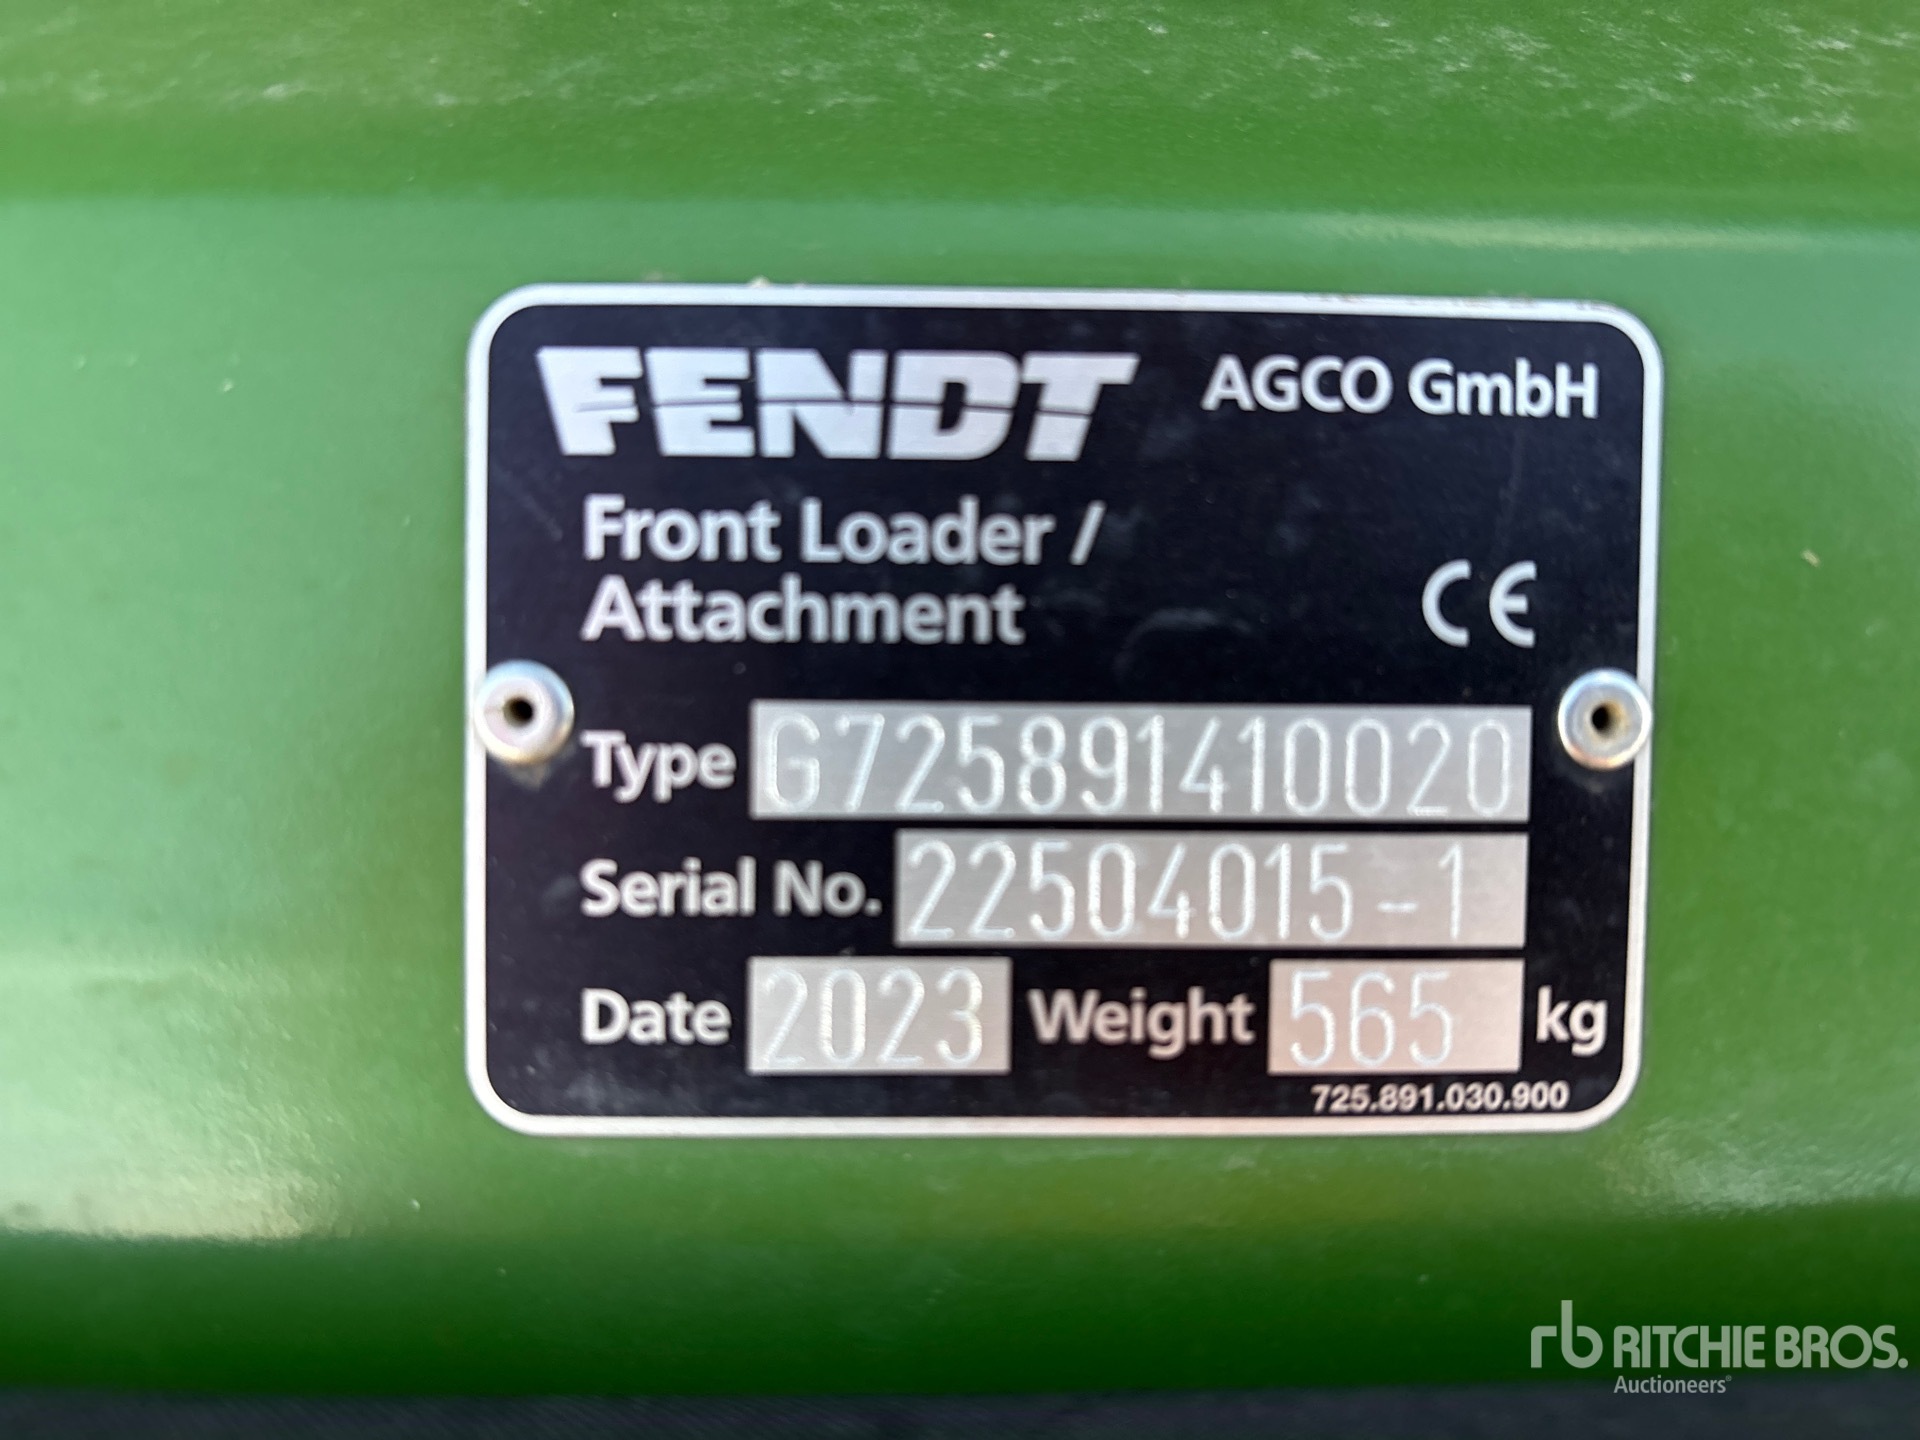 FENDT AGCO GmbH
Front Loader /
Attachment CE
Type G725891410020
Serial No. 22504015-1
Date 2023 Weight 565 kg
725.891.030.900
rb RITCHIE BROS.
Auctioneers